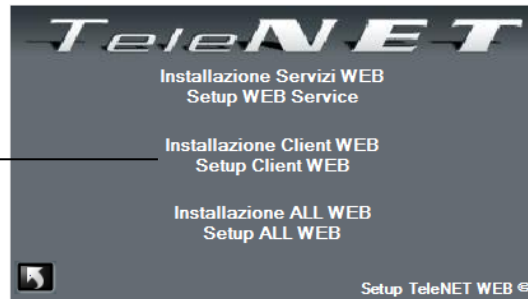 TeleNET
Installazione Servizi WEB
Setup WEB Service
Installazione Client WEB
Setup Client WEB
Installazione ALL WEB
Setup ALL WEB
Setup TeleNET WEB ©